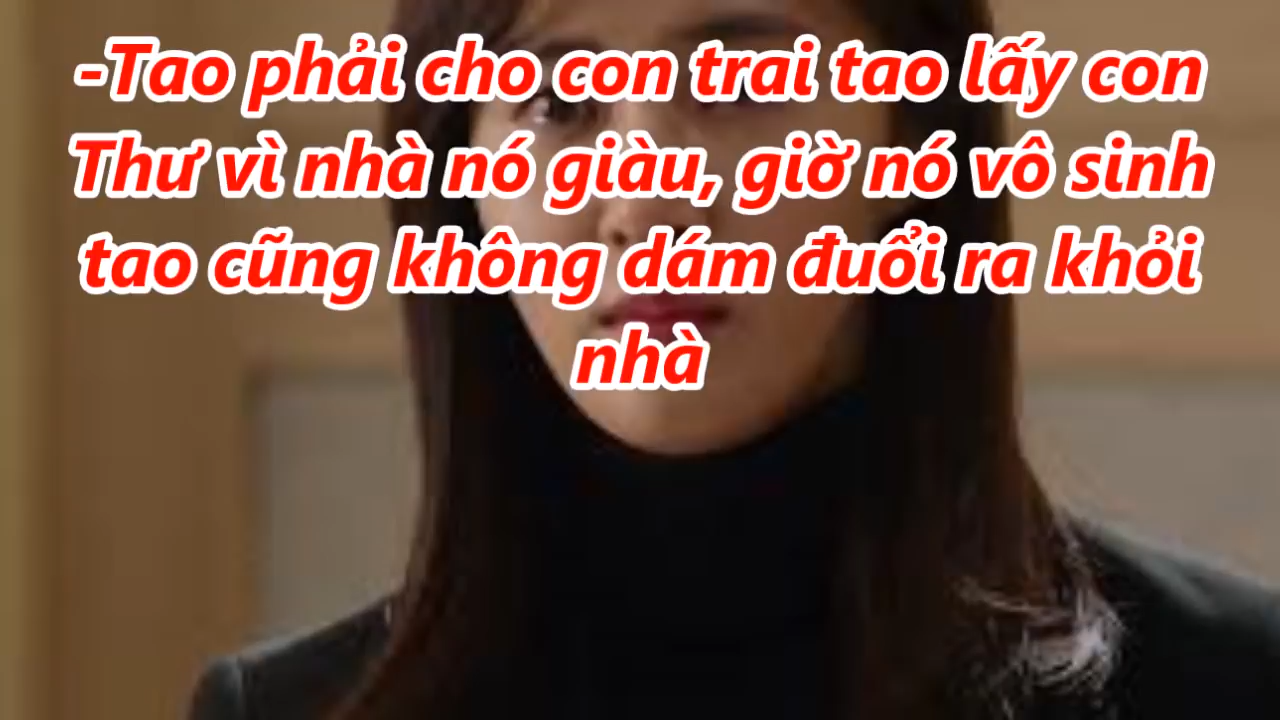 -Tao phải cho con trai tao lấy con
Thư vì nhà nó giàu, giờ nó vô sinh
tao cũng không dám đuổi ra khỏi
nhà